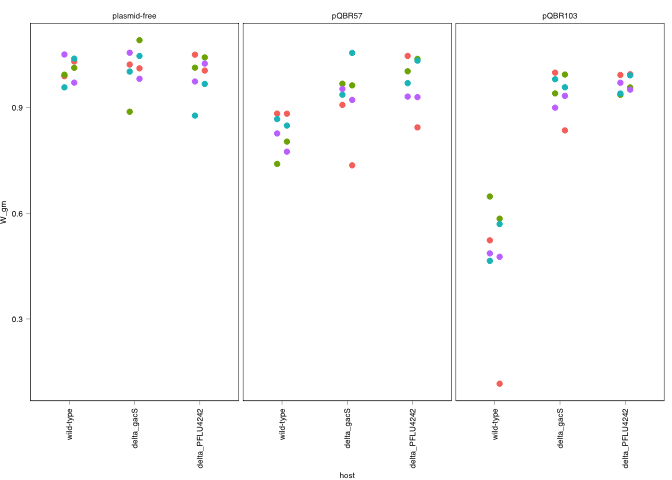 plasmid-free
pQBR57
pQBR103
W_gm
0.9
0.6
0.3
wild-type
delta_gacS
delta_PFLU4242
wild-type
delta_gacS
delta_PFLU4242
wild-type
delta_gacS
delta_PFLU4242
host